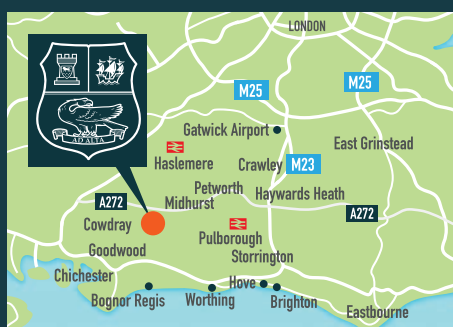 LONDON
M25
M25
Gatwick Airport
East Grinstead
AD ALTA
Haslemere
Crawley
M23
Petworth
Haywards Heath
A272
Midhurst
A272
Cowdray
Pulborough
Goodwood
Storrington
Chichester
Hove
Bognor Regis
Worthing
Brighton
Eastbourne